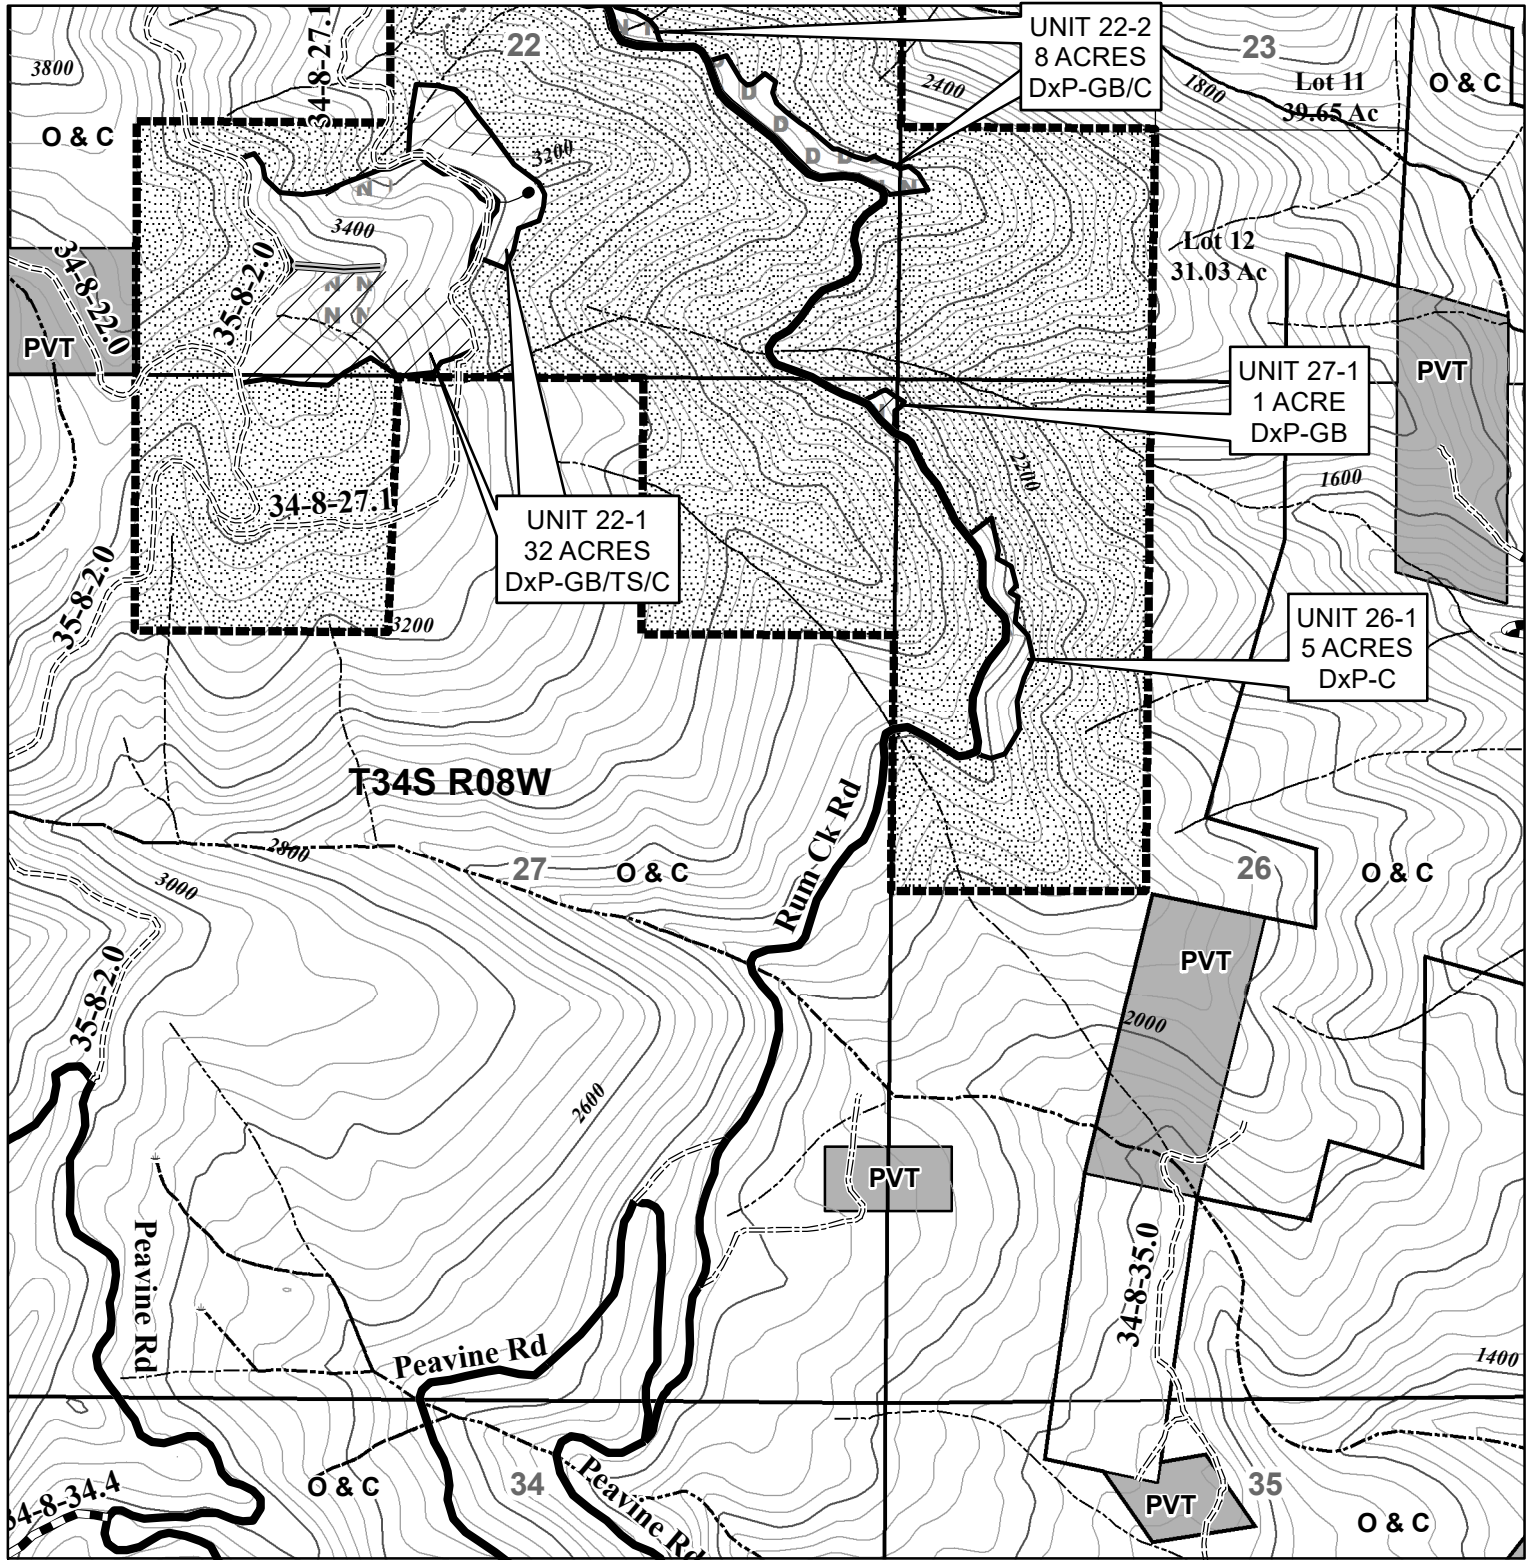 UNIT 22-2
8 ACRES
DxP-GB/C
22
23
3800
34-8-27.1
2400
1800
Lot 11
39.65 Ac
O & C
O & C
D
D
D
D
N
3200
N
3400
Lot 12
31.03 Ac
34-8-22.0
35-8-2.0
N
N
N
N
PVT
UNIT 27-1
1 ACRE
DxP-GB
PVT
2200
1600
34-8-27.1
UNIT 22-1
32 ACRES
DxP-GB/TS/C
35-8-2.0
3200
UNIT 26-1
5 ACRES
DxP-C
T34S R08W
Rum Ck Rd
2800
27
O & C
26
O & C
3000
PVT
35-8-2.0
2000
2600
PVT
Peavine Rd
34-8-35.0
Peavine Rd
1400
34-8-34.4
O & C
34
Peavine Rd
35
PVT
O & C